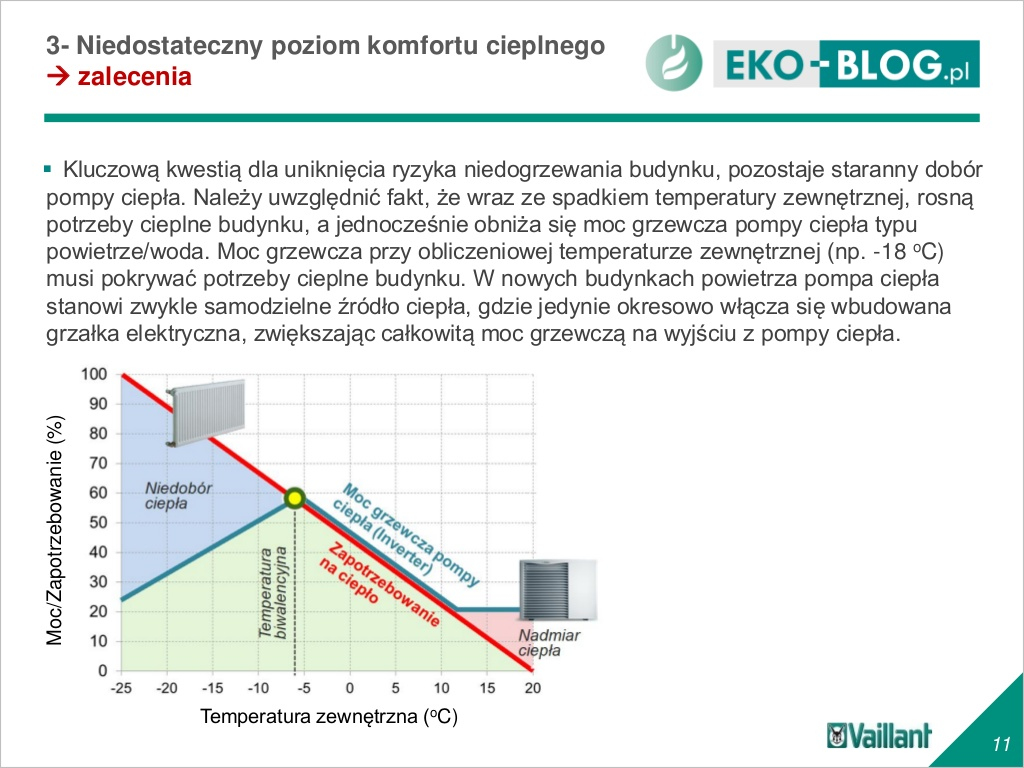 3- Niedostateczny poziom komfortu cieplnego
→ zalecenia
EKO-BLOG.pl
▪ Kluczową kwestią dla uniknięcia ryzyka niedogrzewania budynku, pozostaje staranny dobór
pompy ciepła. Należy uwzględnić fakt, że wraz ze spadkiem temperatury zewnętrznej, rosną
potrzeby cieplne budynku, a jednocześnie obniża się moc grzewcza pompy ciepła typu
powietrze/woda. Moc grzewcza przy obliczeniowej temperaturze zewnętrznej (np. -18 ºC)
musi pokrywać potrzeby cieplne budynku. W nowych budynkach powietrza pompa ciepła
stanowi zwykle samodzielne źródło ciepła, gdzie jedynie okresowo włącza się wbudowana
grzałka elektryczna, zwiększając całkowitą moc grzewczą na wyjściu z pompy ciepła.
Moc/Zapotrzebowanie (%)
100
90
80
70
60
50
40
30
20
10
0
Niedobór
ciepła
Temperatura
biwalencyjna
Moc grzewcza pompy
ciepła (Inverter)
Zapotrzebowanie
na ciepło
Nadmiar
ciepła
-25 -20 -15 -10 -5 0 5 10 15 20
Temperatura zewnętrzna (ºC)
Vaillant
11